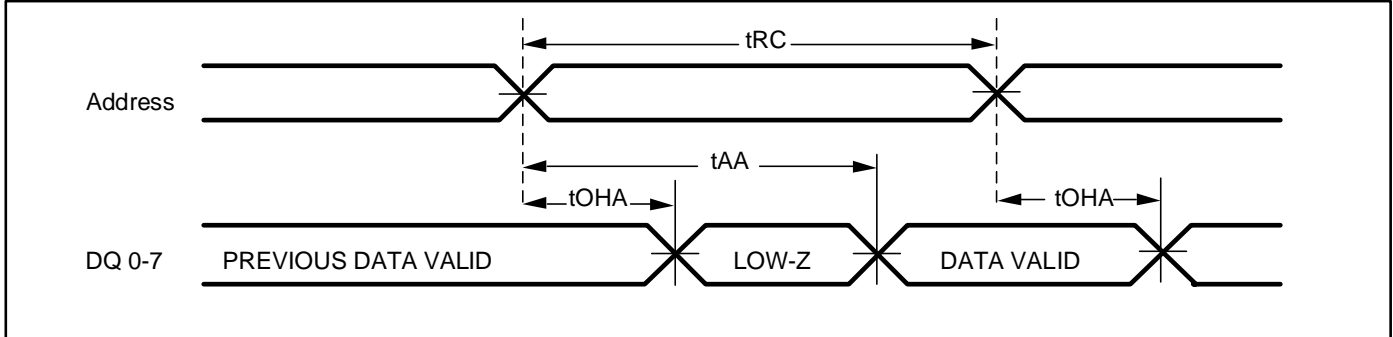 tRC
Address
tAA
tOHA
tOHA
DQ 0-7 PREVIOUS DATA VALID LOW-Z DATA VALID